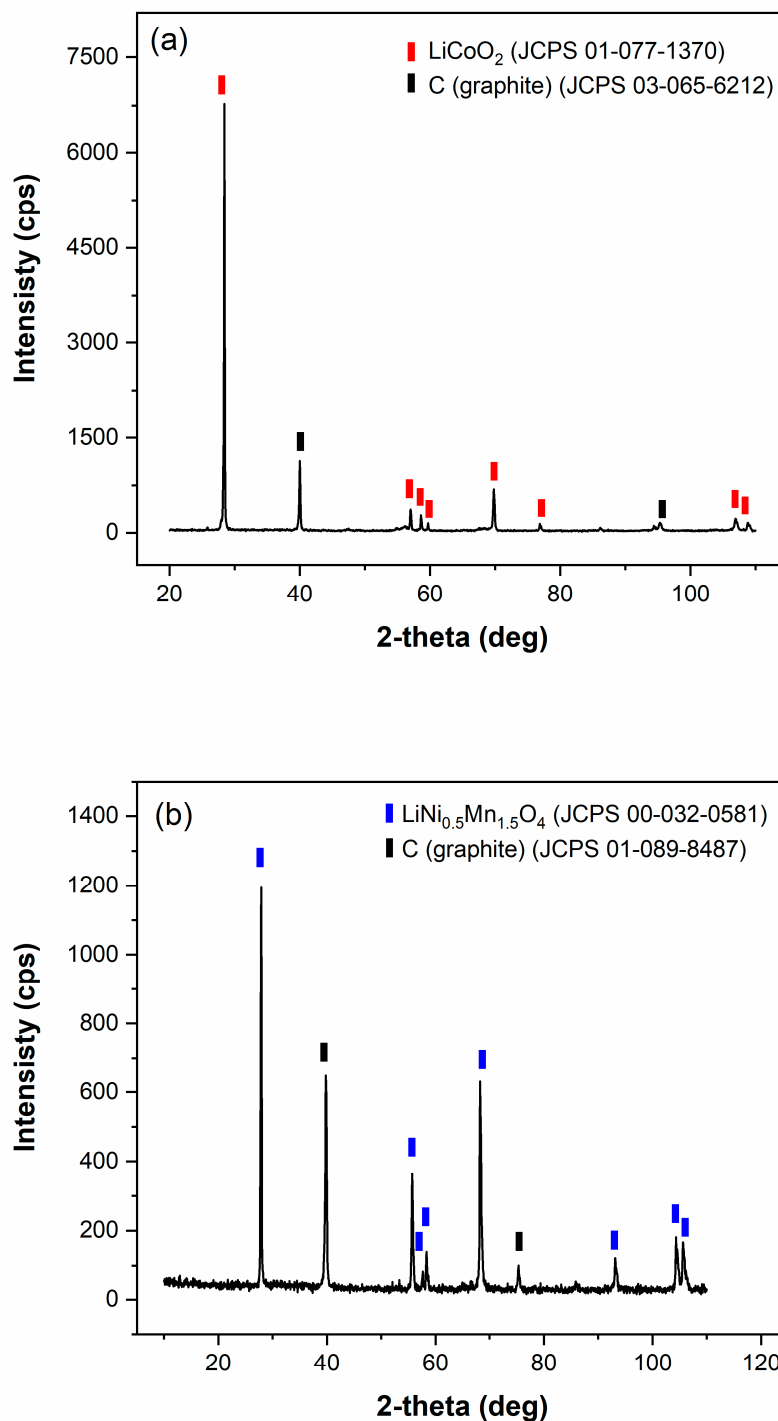 (a)
LiCoO₂ (JCPS 01-077-1370)
C (graphite) (JCPS 03-065-6212)
7500
6000
4500
3000
1500
0
Intensisty (cps)
20 40 60 80 100
2-theta (deg)
(b)
LiNi₀.₅Mn₁.₅O₄ (JCPS 00-032-0581)
C (graphite) (JCPS 01-089-8487)
1400
1200
1000
800
600
400
200
0
Intensisty (cps)
20 40 60 80 100 120
2-theta (deg)